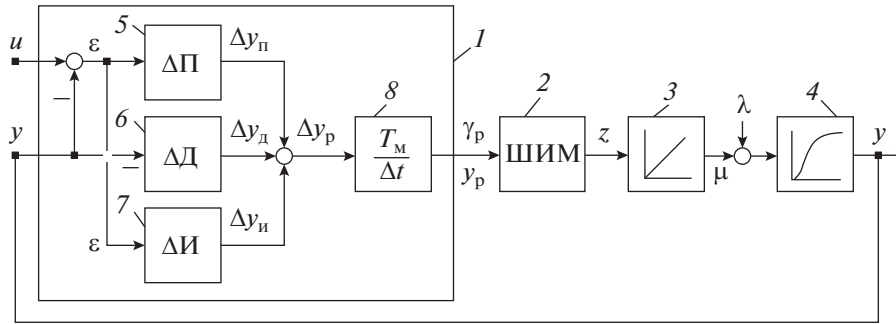 5
Δyп
1
u
ε
ΔП
–
8
2
3
λ
4
y
6
Δyд
Δyр
γр
ΔД
Tм
Δt
ШИМ
z
μ
y
–
yр
7
Δyи
ε
ΔИ